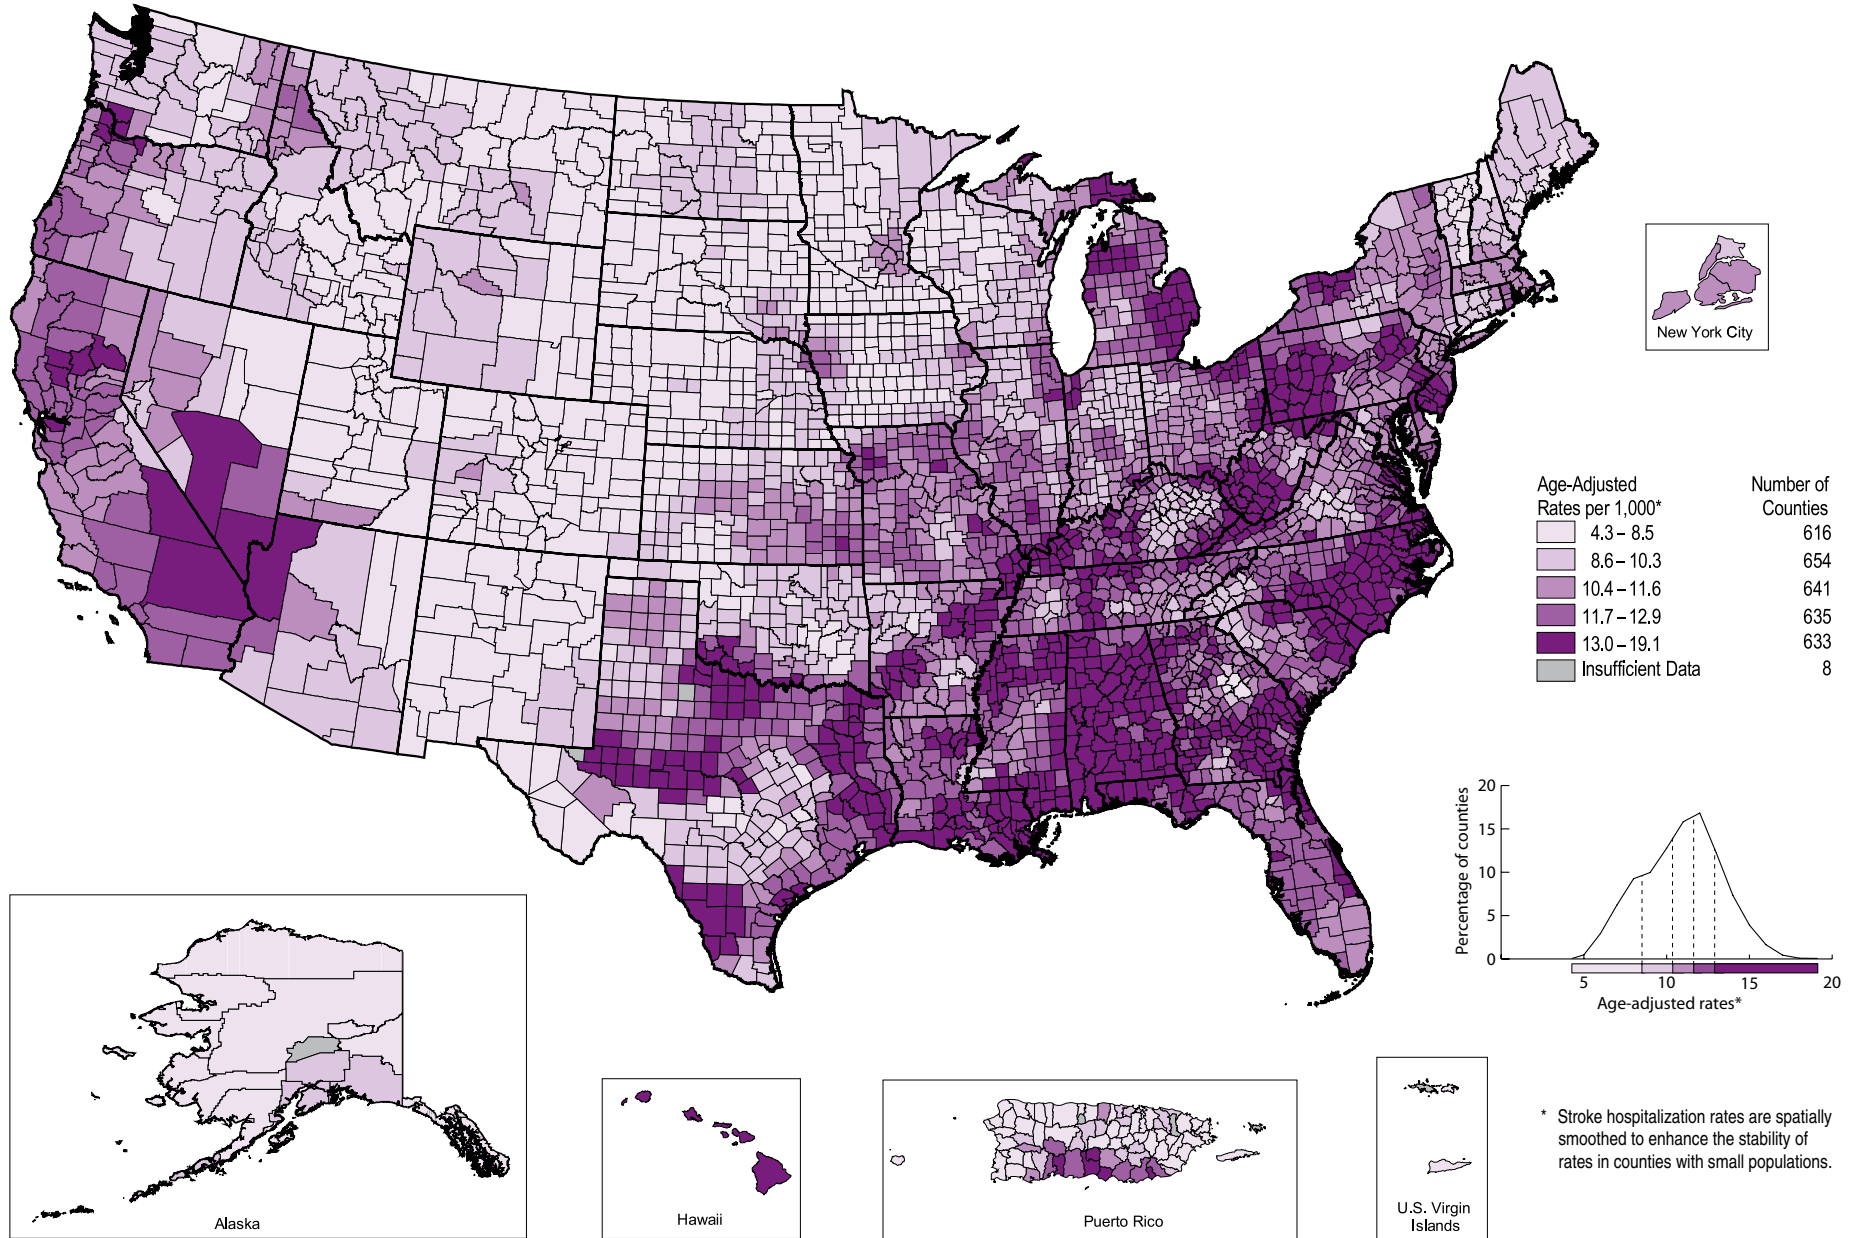 New York City
Age-Adjusted Number of
Rates per 1,000* Counties
4.3 – 8.5 616
8.6 – 10.3 654
10.4 – 11.6 641
11.7 – 12.9 635
13.0 – 19.1 633
Insufficient Data 8
20
15
10
5
0
Percentage of counties
5 10 15 20
Age-adjusted rates*
Alaska
Hawaii
Puerto Rico
U.S. Virgin
Islands
* Stroke hospitalization rates are spatially
smoothed to enhance the stability of
rates in counties with small populations.